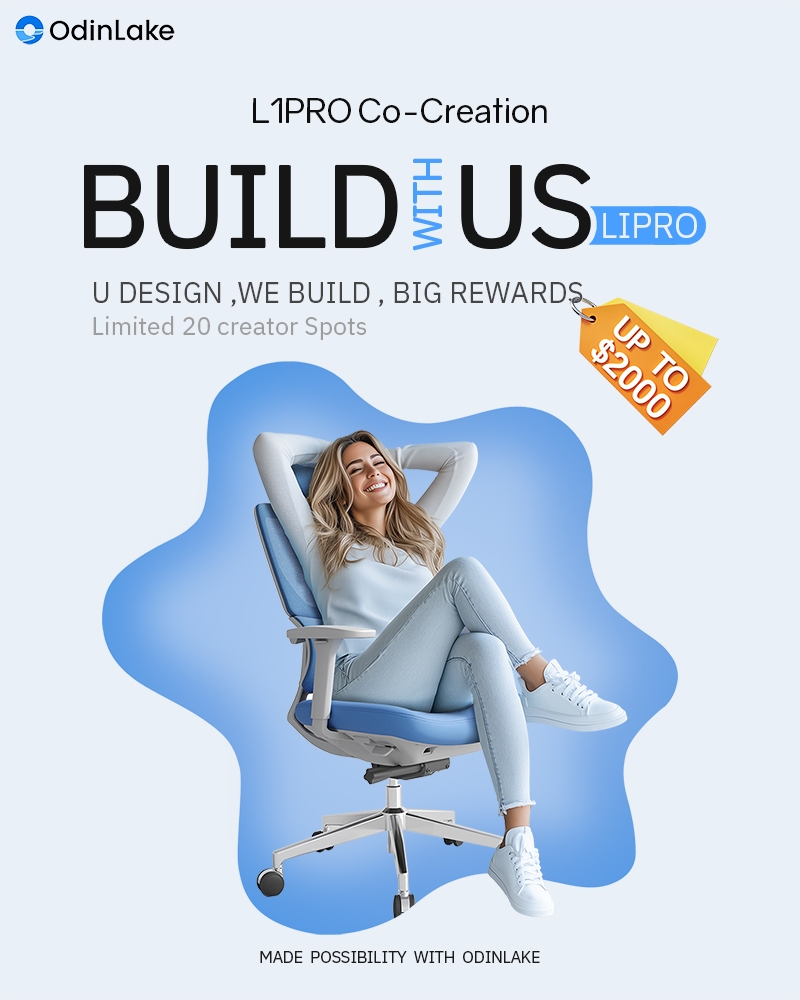 OdinLake
L1PRO Co-Creation
BUILD WITH US LIPRO
U DESIGN ,WE BUILD , BIG REWARDS
Limited 20 creator Spots
UP TO
$2000
MADE POSSIBILITY WITH ODINLAKE